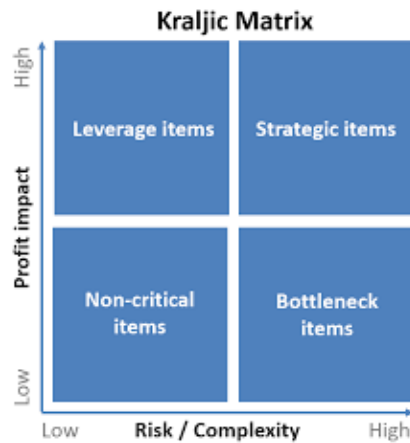 Kraljic Matrix
High
Leverage items
Strategic items
Profit impact
Non-critical
items
Bottleneck
items
Low
Low
Risk / Complexity
High